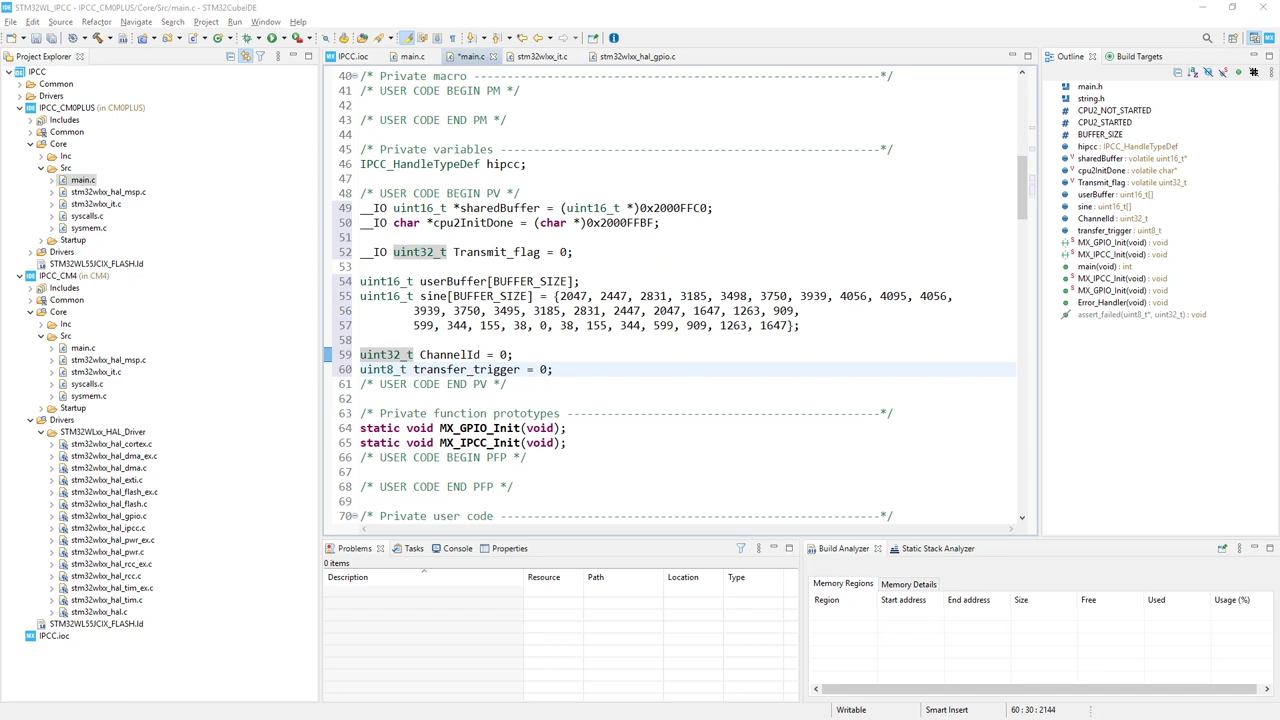 STM32WL_IPCC - IPCC_CM0PLUS/Core/Src/main.c - STM32CubeIDE
File Edit Source Refactor Navigate Search Project Run Window Help
Project Explorer
IPCC
Common
Drivers
IPCC_CM0PLUS (in CM0PLUS)
Includes
Common
Core
Inc
Src
main.c
stm32wlxx_hal_msp.c
stm32wlxx_it.c
syscalls.c
sysmem.c
Startup
Drivers
STM32WL55JCIX_FLASH.ld
IPCC_CM4 (in CM4)
Includes
Common
Core
Inc
Src
main.c
stm32wlxx_hal_msp.c
stm32wlxx_it.c
syscalls.c
sysmem.c
Startup
Drivers
STM32WLxx_HAL_Driver
stm32wlxx_hal_cortex.c
stm32wlxx_hal_dma_ex.c
stm32wlxx_hal_dma.c
stm32wlxx_hal_exti.c
stm32wlxx_hal_flash_ex.c
stm32wlxx_hal_flash.c
stm32wlxx_hal_gpio.c
stm32wlxx_hal_ipcc.c
stm32wlxx_hal_pwr_ex.c
stm32wlxx_hal_pwr.c
stm32wlxx_hal_rcc_ex.c
stm32wlxx_hal_rcc.c
stm32wlxx_hal_tim_ex.c
stm32wlxx_hal_tim.c
stm32wlxx_hal.c
STM32WL55JCIX_FLASH.ld
IPCC.ioc
IPCC.ioc main.c *main.c stm32wlxx_it.c stm32wlxx_hal_gpio.c
40 /* Private macro -------------------------------------------------------------*/
41 /* USER CODE BEGIN PM */
42
43 /* USER CODE END PM */
44
45 /* Private variables ---------------------------------------------------------*/
46 IPCC_HandleTypeDef hipcc;
47
48 /* USER CODE BEGIN PV */
49 __IO uint16_t *sharedBuffer = (uint16_t *)0x2000FFC0;
50 __IO char *cpu2InitDone = (char *)0x2000FFBF;
51
52 __IO uint32_t Transmit_flag = 0;
53
54 uint16_t userBuffer[BUFFER_SIZE];
55 uint16_t sine[BUFFER_SIZE] = {2047, 2447, 2831, 3185, 3498, 3750, 3939, 4056, 4095, 4056,
56 3939, 3750, 3495, 3185, 2831, 2447, 2047, 1647, 1263, 909,
57 599, 344, 155, 38, 0, 38, 155, 344, 599, 909, 1263, 1647};
58
59 uint32_t ChannelId = 0;
60 uint8_t transfer_trigger = 0;
61 /* USER CODE END PV */
62
63 /* Private function prototypes -----------------------------------------------*/
64 static void MX_GPIO_Init(void);
65 static void MX_IPCC_Init(void);
66 /* USER CODE BEGIN PFP */
67
68 /* USER CODE END PFP */
69
70 /* Private user code ---------------------------------------------------------*/
Outline Build Targets
main.h
string.h
CPU2_NOT_STARTED
CPU2_STARTED
BUFFER_SIZE
hipcc : IPCC_HandleTypeDef
sharedBuffer : volatile uint16_t*
cpu2InitDone : volatile char*
Transmit_flag : volatile uint32_t
userBuffer : uint16_t[]
sine : uint16_t[]
ChannelId : uint32_t
transfer_trigger : uint8_t
MX_GPIO_Init(void) : void
MX_IPCC_Init(void) : void
main(void) : int
MX_IPCC_Init(void) : void
MX_GPIO_Init(void) : void
Error_Handler(void) : void
assert_failed(uint8_t*, uint32_t) : void
Problems Tasks Console Properties
0 items
Description Resource Path Location Type
Build Analyzer Static Stack Analyzer
Memory Regions Memory Details
Region Start address End address Size Free Used Usage (%)
Writable Smart Insert 60 : 30 : 2144